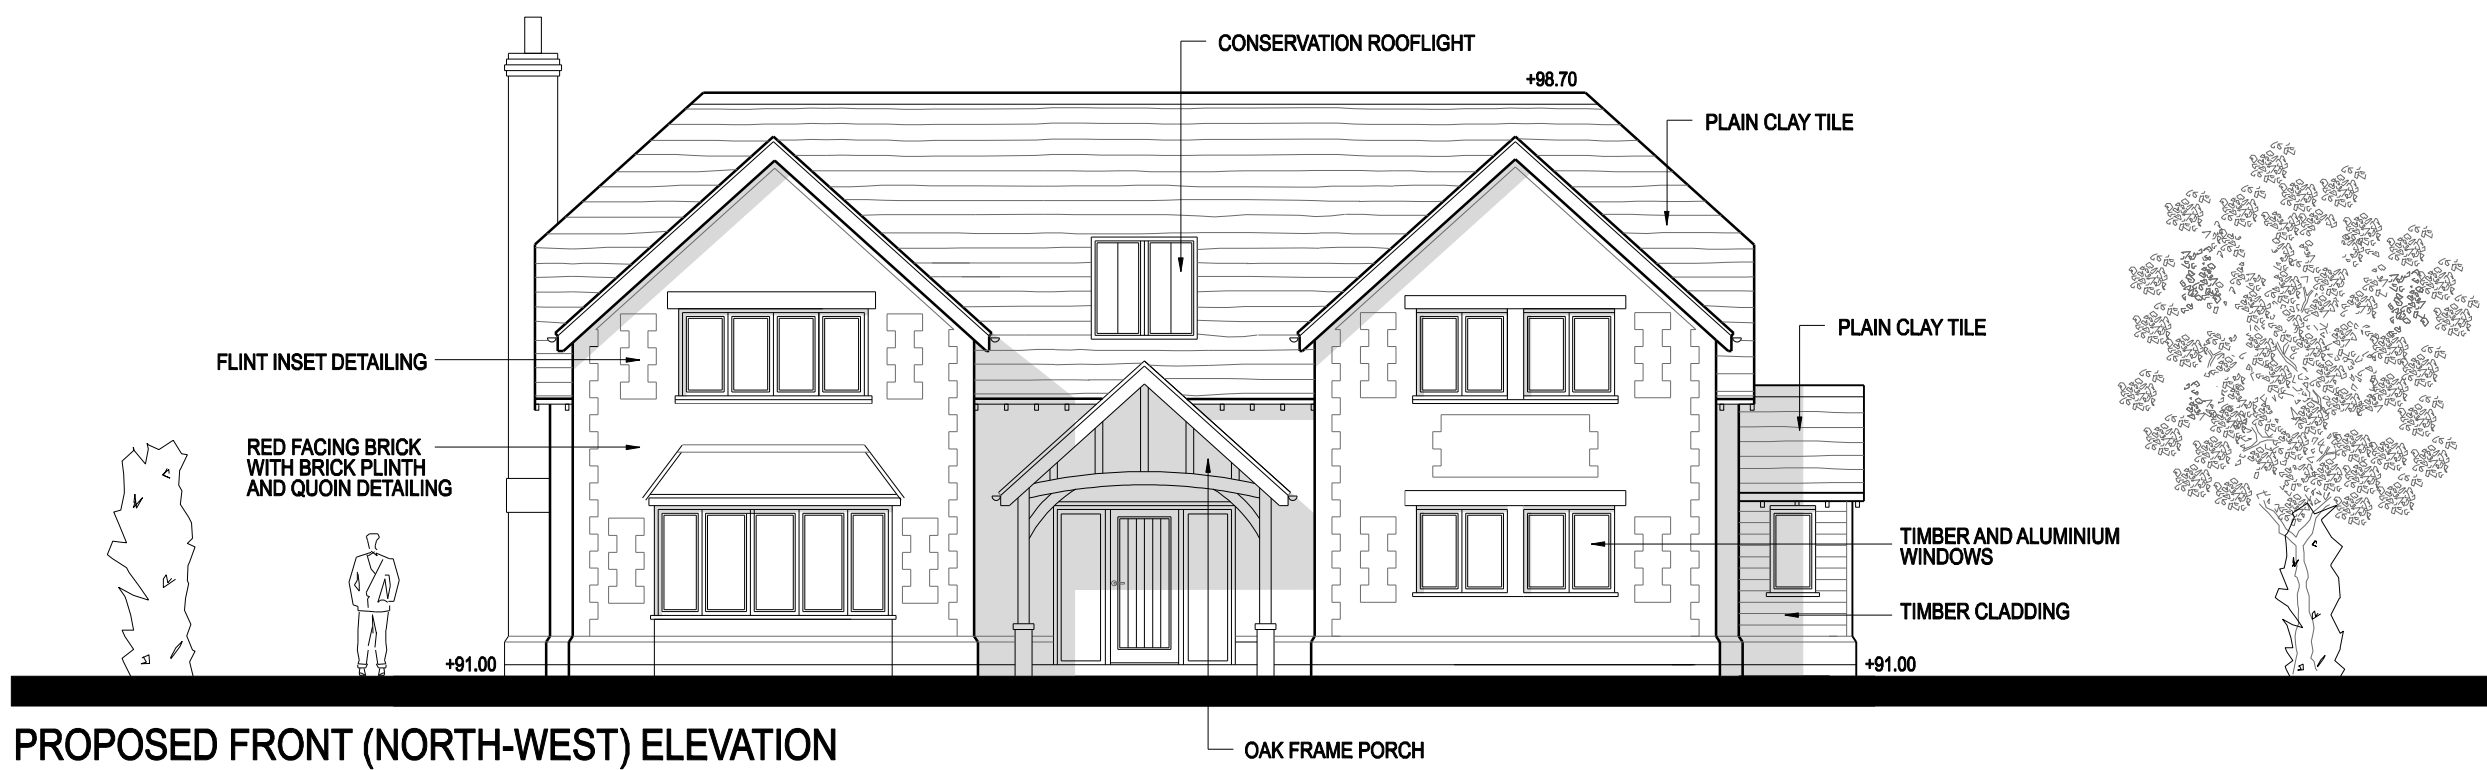 CONSERVATION ROOFLIGHT
+98.70
PLAIN CLAY TILE
PLAIN CLAY TILE
FLINT INSET DETAILING
RED FACING BRICK
WITH BRICK PLINTH
AND QUOIN DETAILING
TIMBER AND ALUMINIUM
WINDOWS
TIMBER CLADDING
+91.00
+91.00
PROPOSED FRONT (NORTH-WEST) ELEVATION
OAK FRAME PORCH